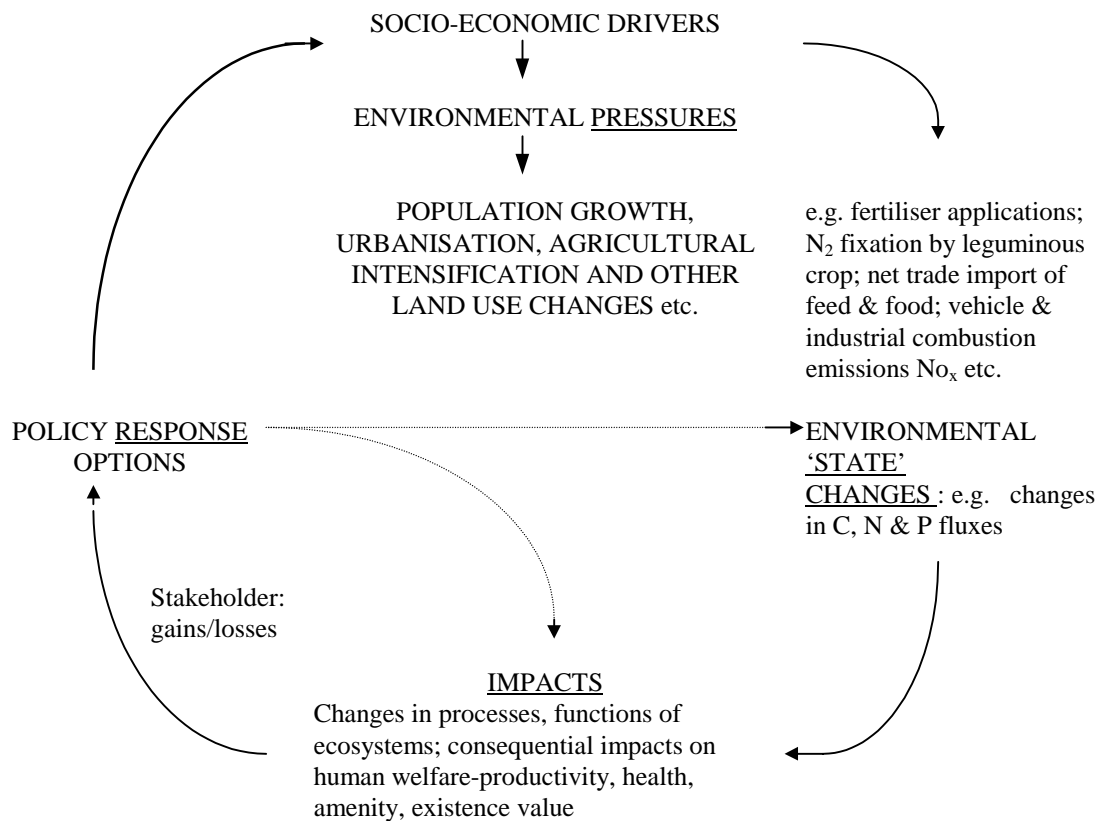 SOCIO-ECONOMIC DRIVERS
ENVIRONMENTAL PRESSURES
POPULATION GROWTH,
URBANISATION, AGRICULTURAL
INTENSIFICATION AND OTHER
LAND USE CHANGES etc.
e.g. fertiliser applications;
N₂ fixation by leguminous
crop; net trade import of
feed & food; vehicle &
industrial combustion
emissions Noₓ etc.
POLICY RESPONSE
OPTIONS
ENVIRONMENTAL
‘STATE’
CHANGES : e.g. changes
in C, N & P fluxes
Stakeholder:
gains/losses
IMPACTS
Changes in processes, functions of
ecosystems; consequential impacts on
human welfare-productivity, health,
amenity, existence value